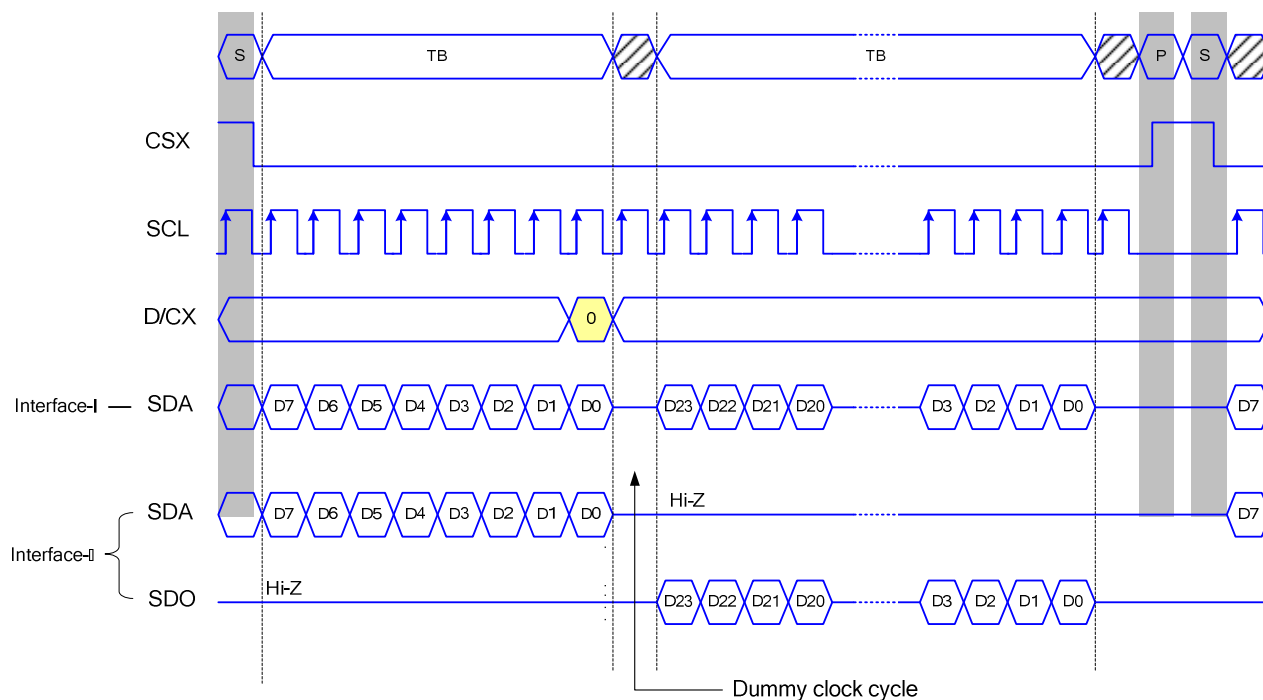 S TB TB P S
CSX
SCL
D/CX 0
Interface-I SDA D7 D6 D5 D4 D3 D2 D1 D0 D23 D22 D21 D20 D3 D2 D1 D0 D7
SDA D7 D6 D5 D4 D3 D2 D1 D0 Hi-Z D7
Interface-
SDO Hi-Z D23 D22 D21 D20 D3 D2 D1 D0
Dummy clock cycle